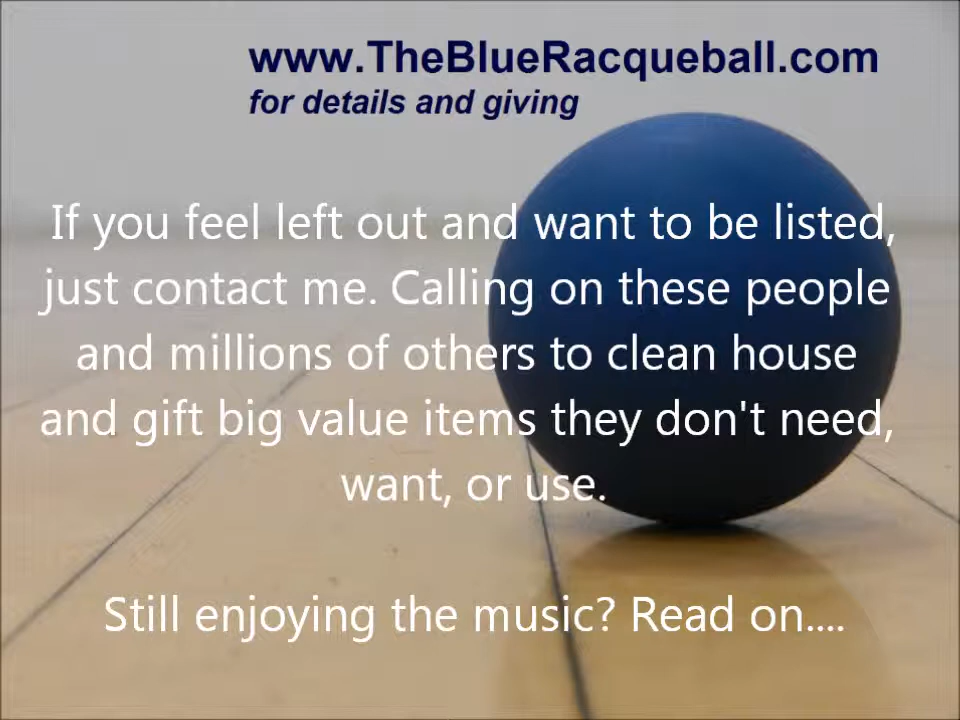 www.TheBlueRacqueball.com
for details and giving
If you feel left out and want to be listed,
just contact me. Calling on these people
and millions of others to clean house
and gift big value items they don't need,
want, or use.
Still enjoying the music? Read on....